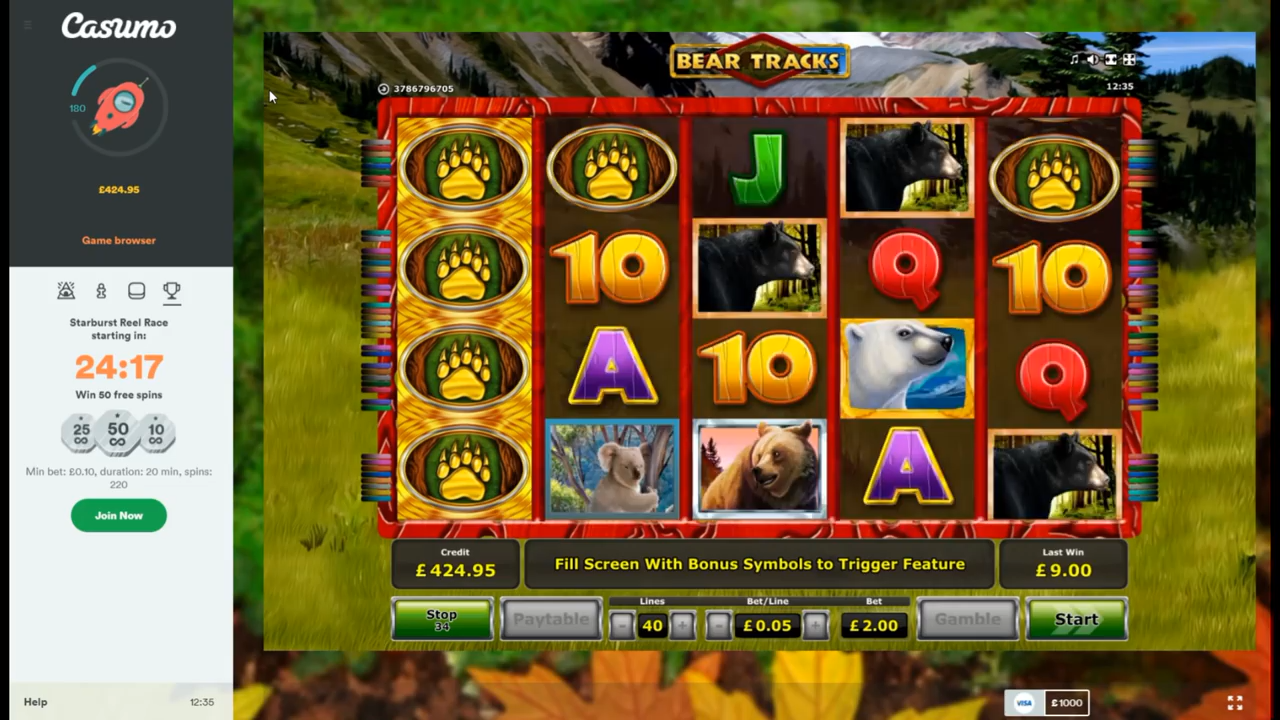 Casumo
180
£424.95
Game browser
Starburst Reel Race
starting in:
24:17
Win 50 free spins
25 50 10
Min bet: £0.10, duration: 20 min, spins:
220
Join Now
Help 12:35
BEAR TRACKS
3786796705
12:35
J
10 Q 10
A 10 Q
A
Credit
£424.95
Fill Screen With Bonus Symbols to Trigger Feature
Last Win
£9.00
Stop
34
Paytable
Lines
- 40 +
Bet/Line
- £0.05 +
Bet
£2.00
Gamble
Start
VISA £1000